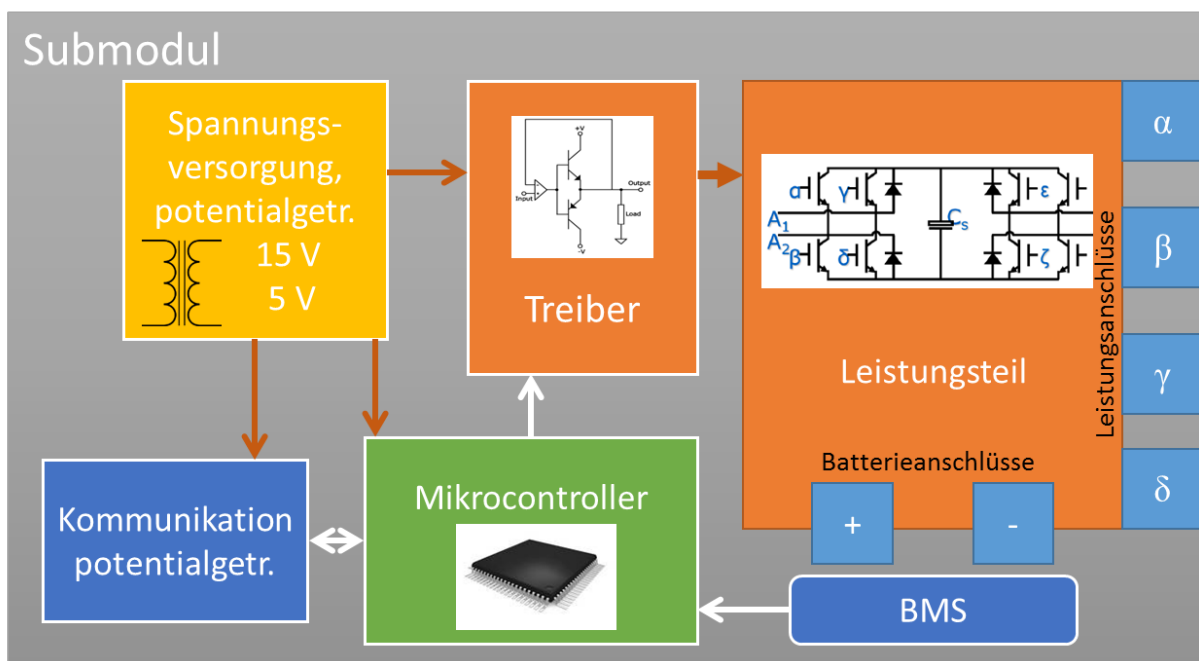 Submodul
Spannungs-
versorgung,
potentialgetr.
15 V
5 V
+V
Input
Output
Load
-V
Treiber
α
γ
ε
A1
A2
Cs
β
δ
ζ
Leistungsteil
Leistungsanschlüsse
α
β
γ
δ
Batterieanschlüsse
+
-
Kommunikation
potentialgetr.
Mikrocontroller
BMS